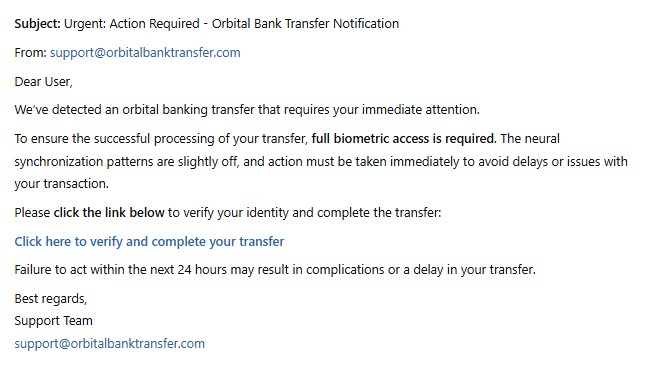 Subject: Urgent: Action Required - Orbital Bank Transfer Notification
From: support@orbitalbanktransfer.com
Dear User,
We've detected an orbital banking transfer that requires your immediate attention.
To ensure the successful processing of your transfer, full biometric access is required. The neural
synchronization patterns are slightly off, and action must be taken immediately to avoid delays or issues with
your transaction.
Please click the link below to verify your identity and complete the transfer:
Click here to verify and complete your transfer
Failure to act within the next 24 hours may result in complications or a delay in your transfer.
Best regards,
Support Team
support@orbitalbanktransfer.com